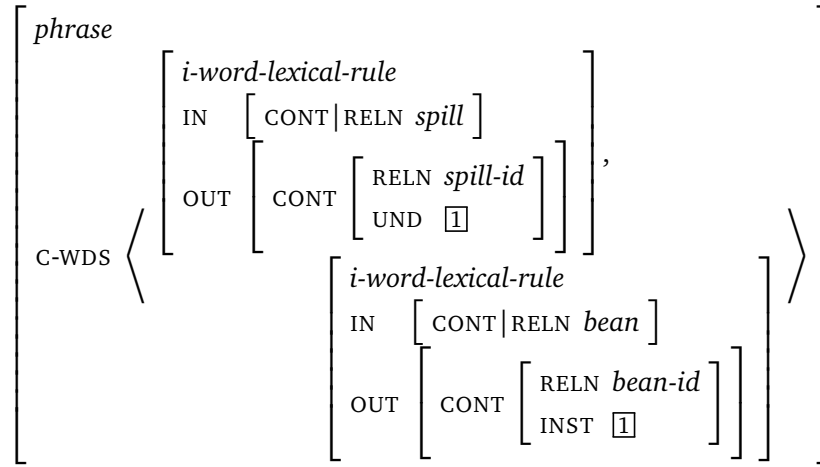 phrase
i-word-lexical-rule
IN [ CONT|RELN spill ]
RELN spill-id
OUT [ CONT [ ] ] ,
UND 1
C-WDS ⟨ ⟩
i-word-lexical-rule
IN [ CONT|RELN bean ]
RELN bean-id
OUT [ CONT [ ] ]
INST 1